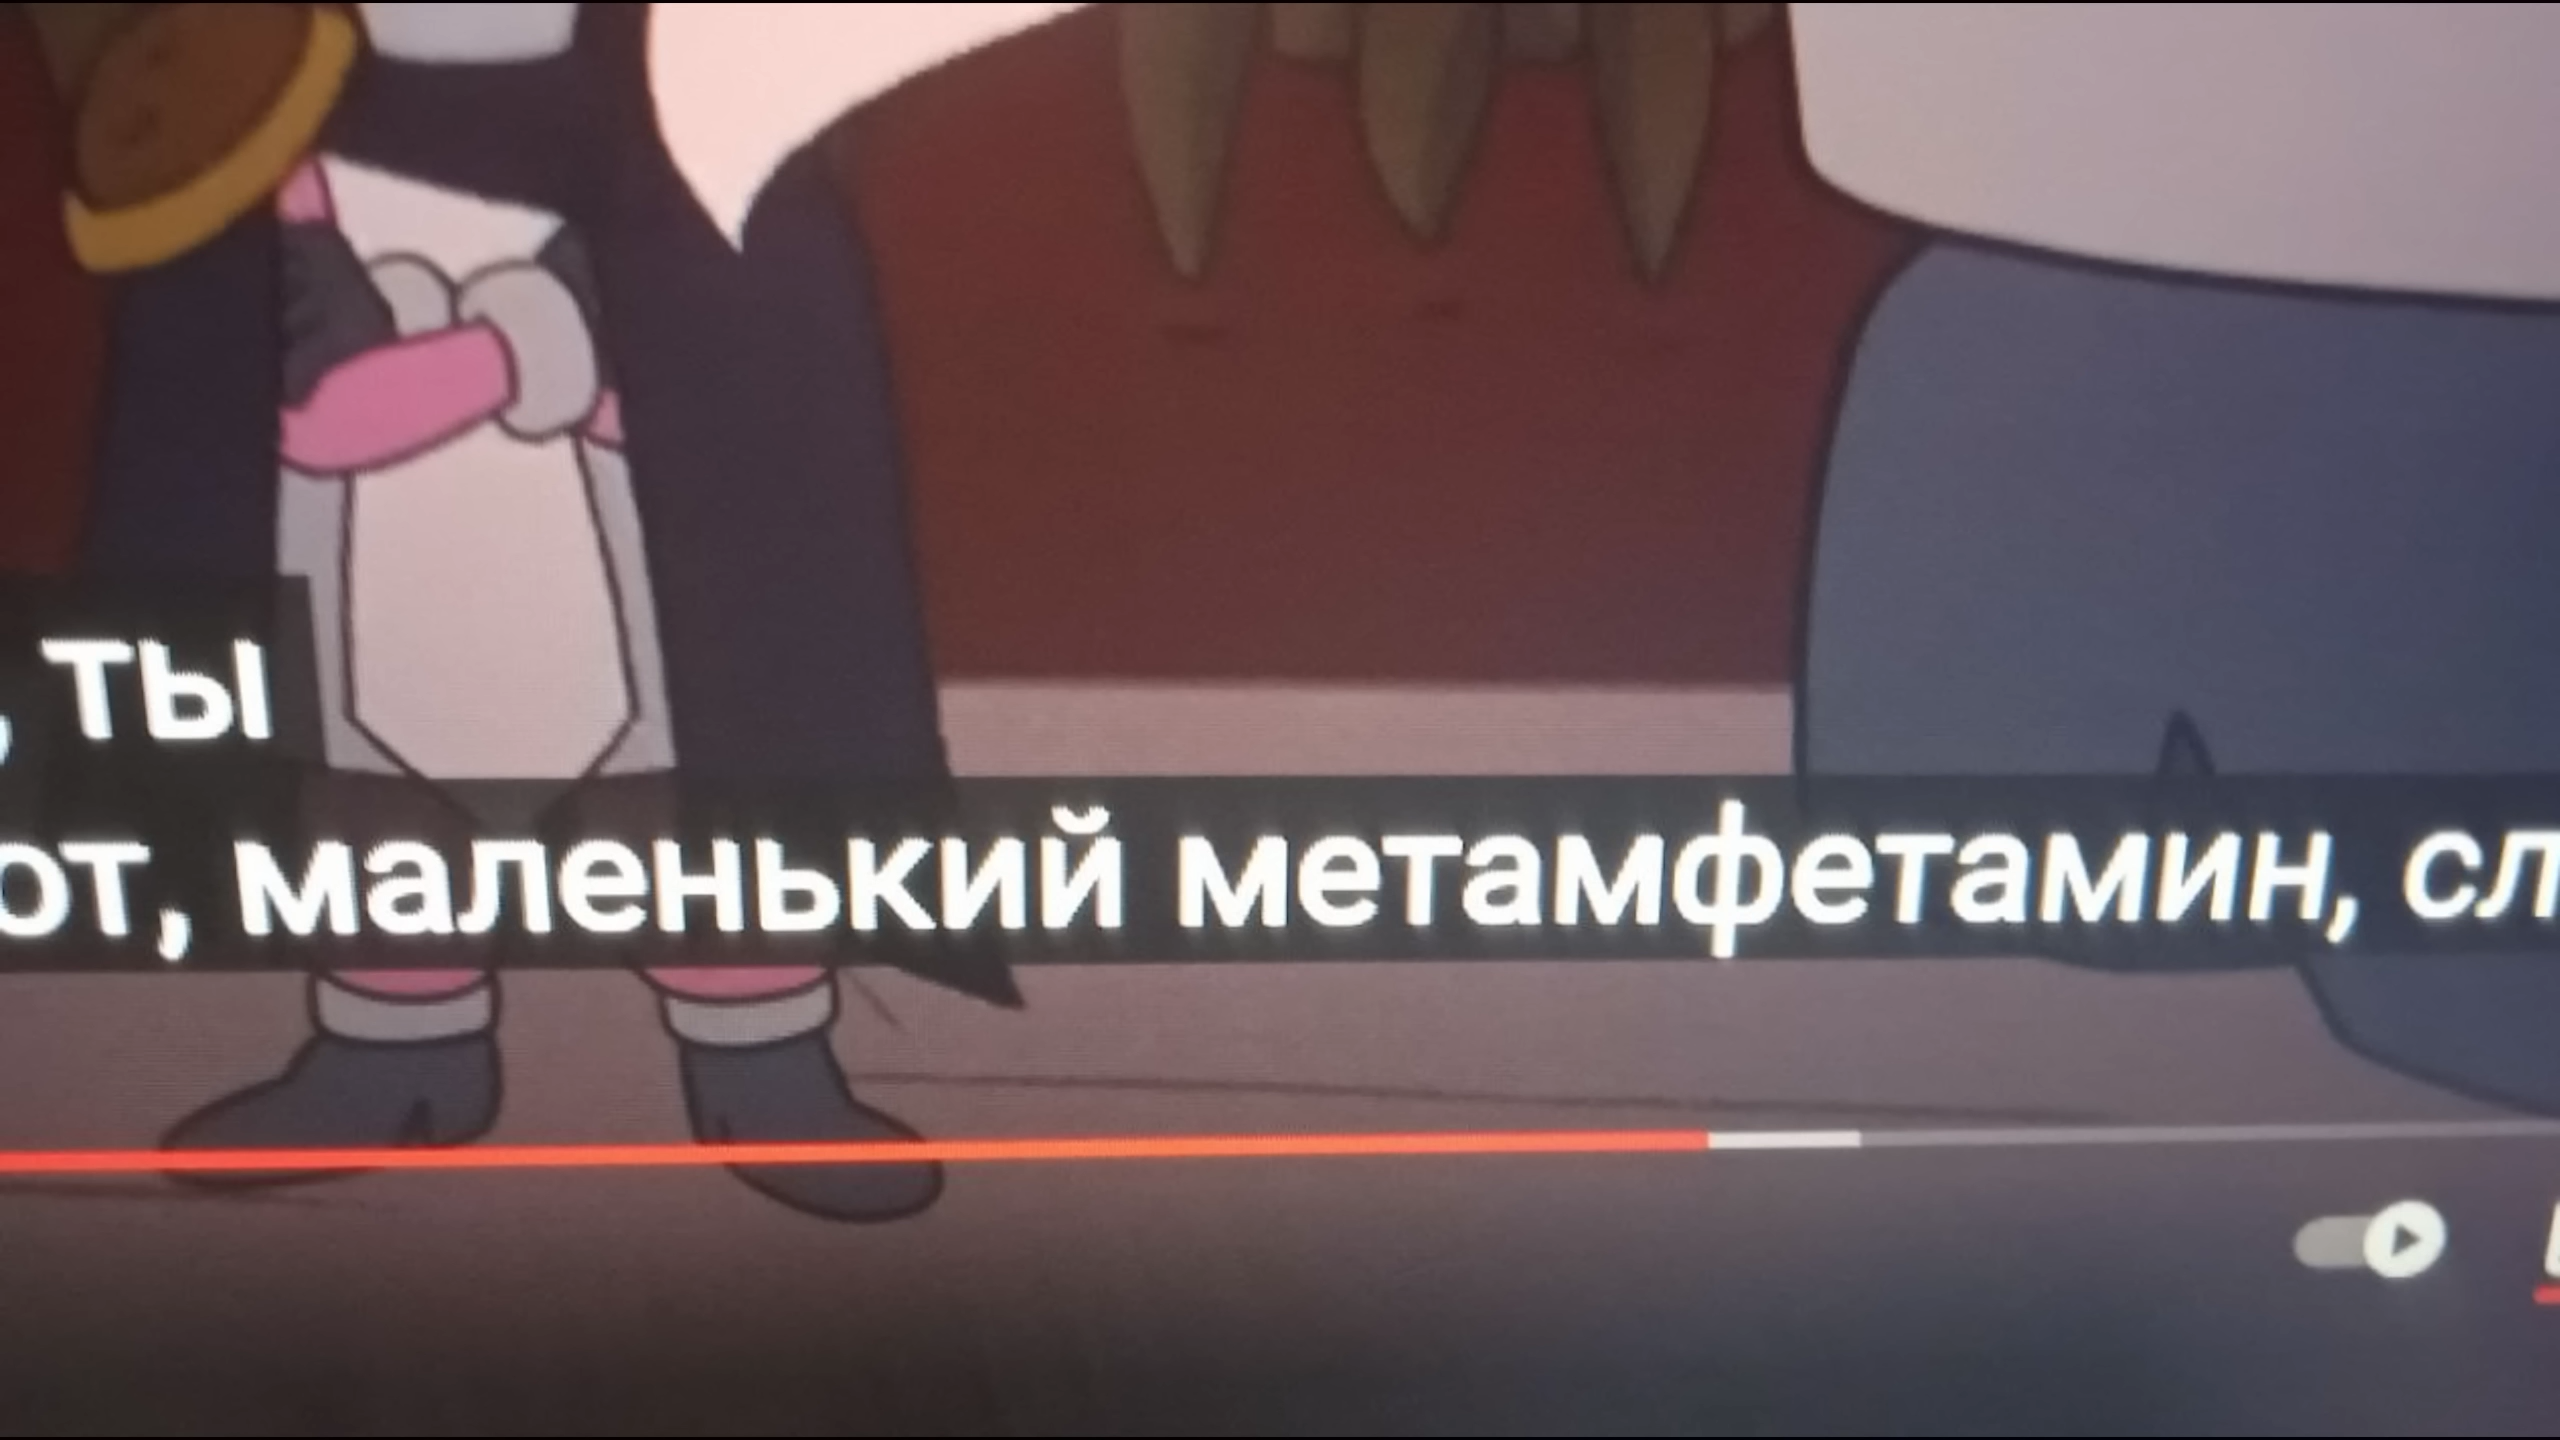 , ты
от, маленький метамфетамин, сл